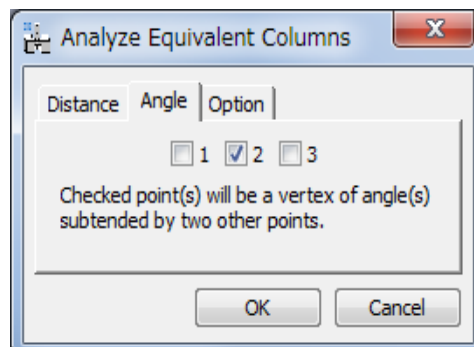 Analyze Equivalent Columns
X
Distance Angle Option
1 2 3
Checked point(s) will be a vertex of angle(s)
subtended by two other points.
OK Cancel